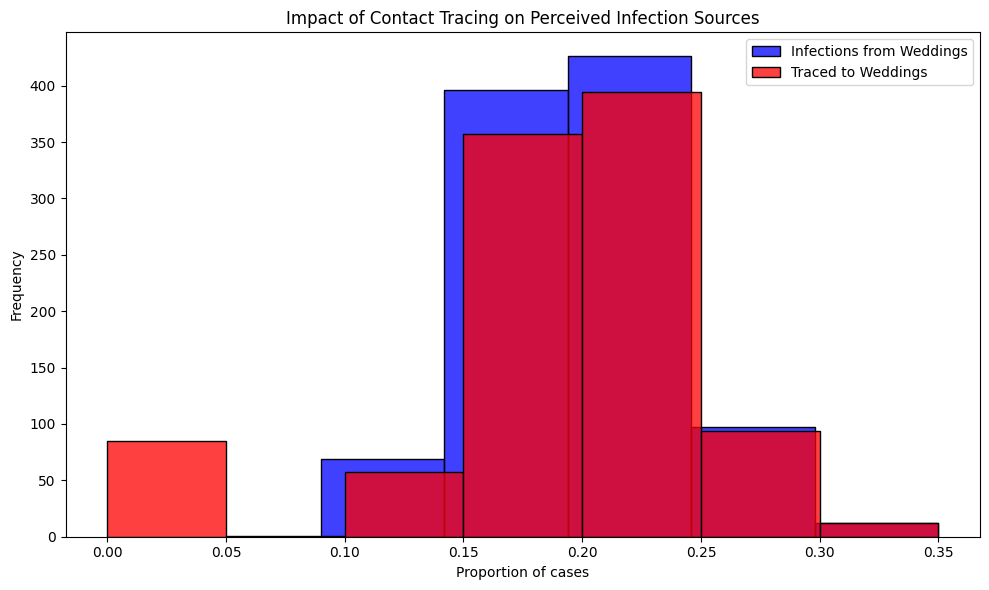 Impact of Contact Tracing on Perceived Infection Sources
Infections from Weddings
Traced to Weddings
Frequency
400
350
300
250
200
150
100
50
0
0.00 0.05 0.10 0.15 0.20 0.25 0.30 0.35
Proportion of cases